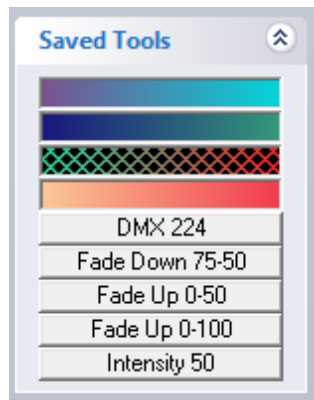 Saved Tools
DMX 224
Fade Down 75-50
Fade Up 0-50
Fade Up 0-100
Intensity 50